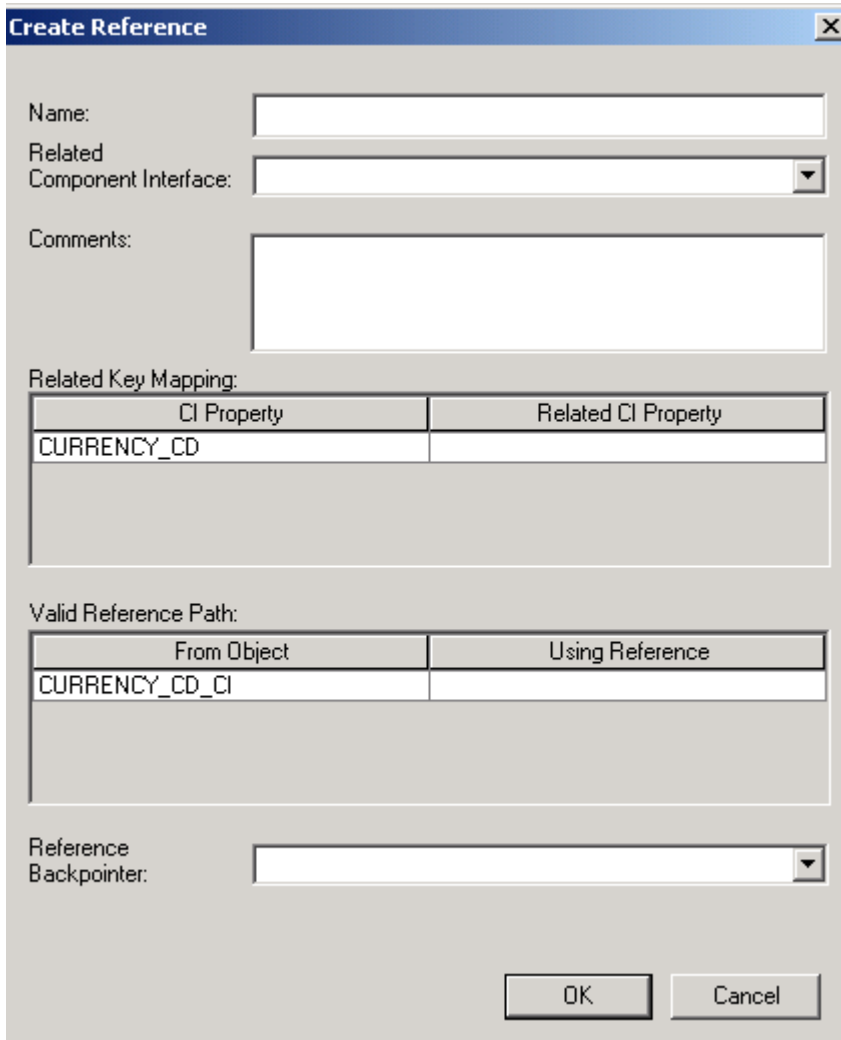 Create Reference
Name:
Related
Component Interface:
Comments:
Related Key Mapping:
CI Property Related CI Property
CURRENCY_CD
Valid Reference Path:
From Object Using Reference
CURRENCY_CD_CI
Reference
Backpointer:
OK Cancel